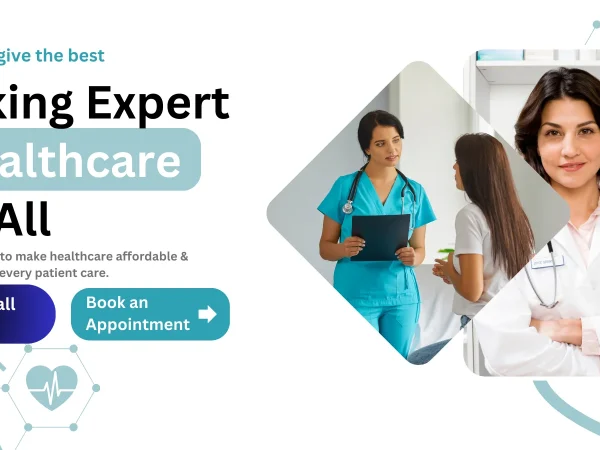 give the best
king Expert
althcare
All
to make healthcare affordable &
every patient care.
all
Book an
Appointment